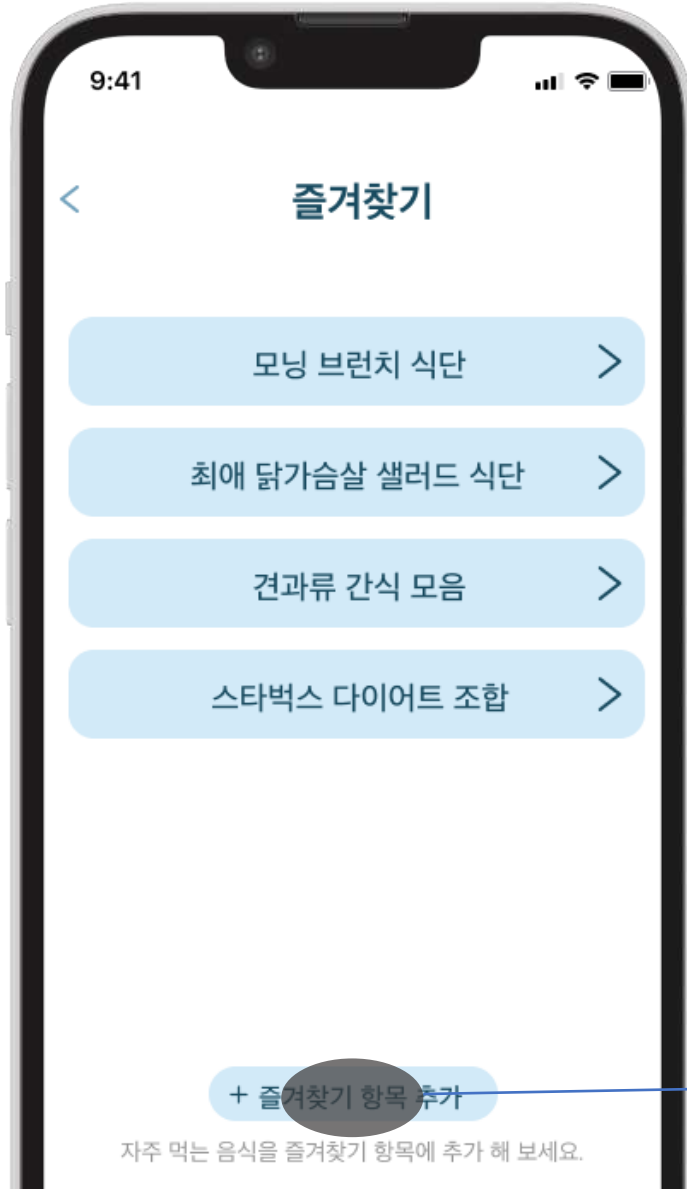 9:41
<
즐겨찾기
모닝 브런치 식단 >
최애 닭가슴살 샐러드 식단 >
견과류 간식 모음 >
스타벅스 다이어트 조합 >
+ 즐겨찾기 항목 추가
자주 먹는 음식을 즐겨찾기 항목에 추가 해 보세요.